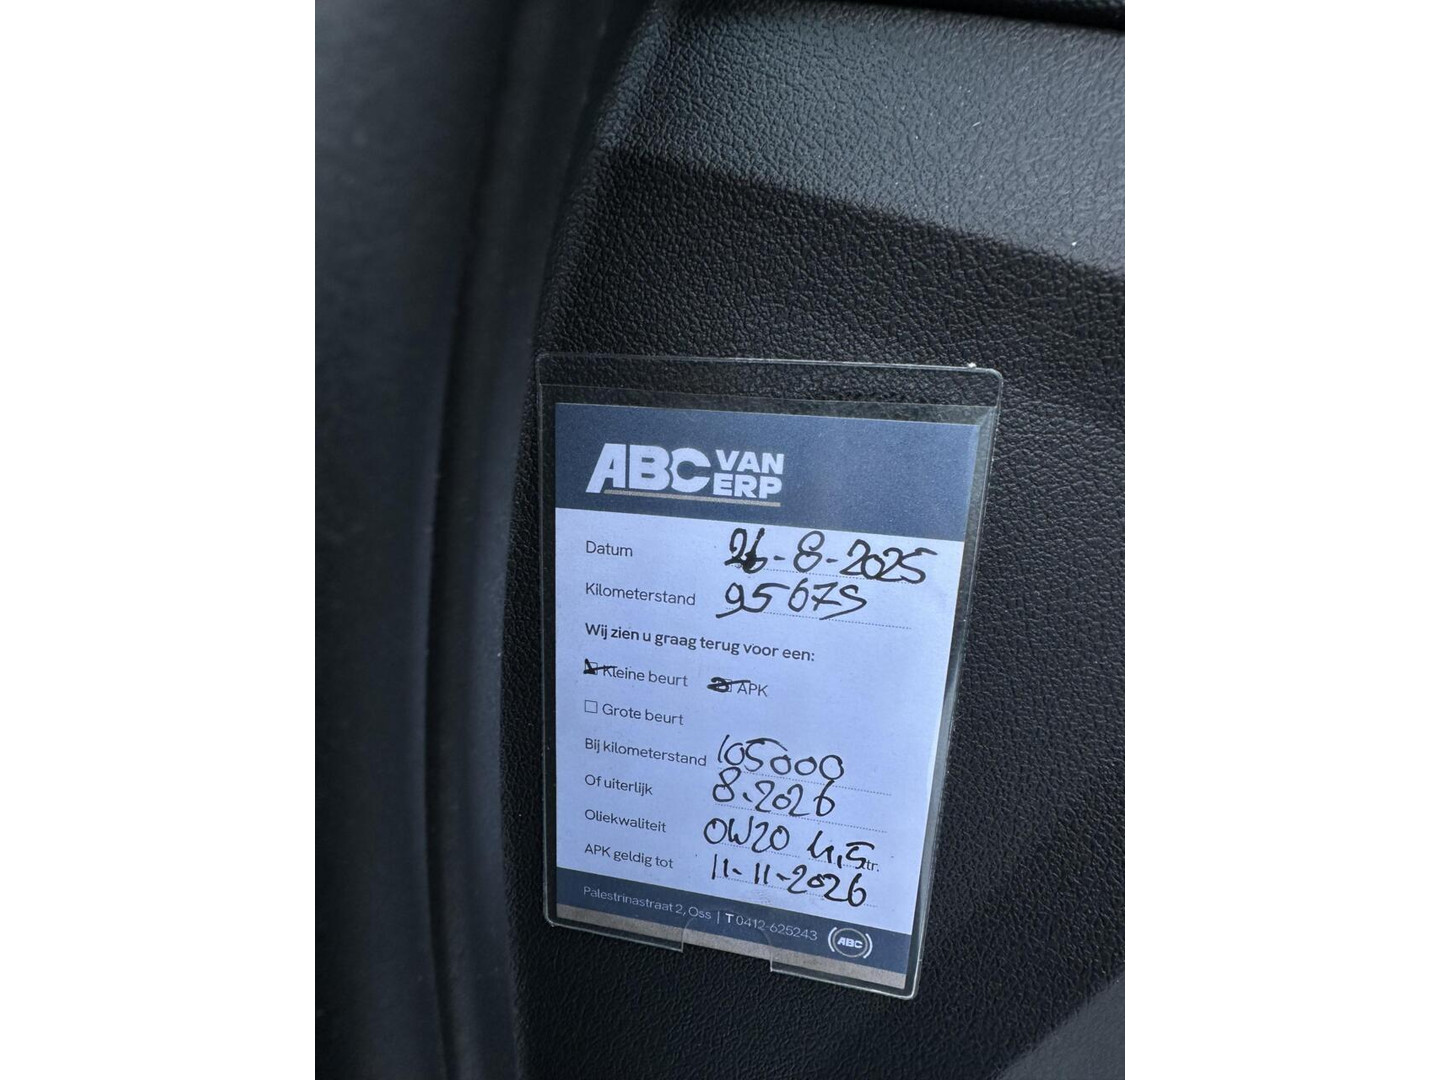 ABC VAN ERP
Datum 26-8-2025
Kilometerstand 95675
Wij zien u graag terug voor een:
Kleine beurt APK
Grote beurt
Bij kilometerstand 105000
Of uiterlijk 8.2026
Oliekwaliteit 0W20 4,5 ltr.
APK geldig tot 11-11-2026
Palestrinastraat 2, Oss | T 0412-625243 ABC